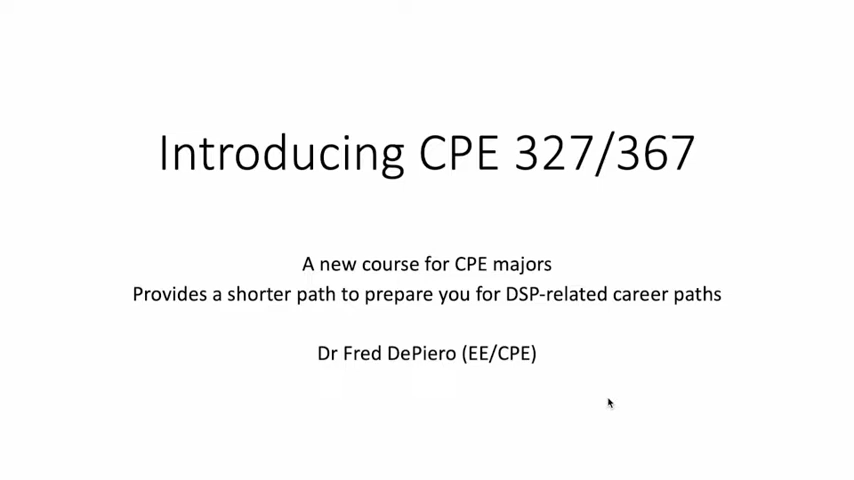 Introducing CPE 327/367
A new course for CPE majors
Provides a shorter path to prepare you for DSP-related career paths
Dr Fred DePiero (EE/CPE)